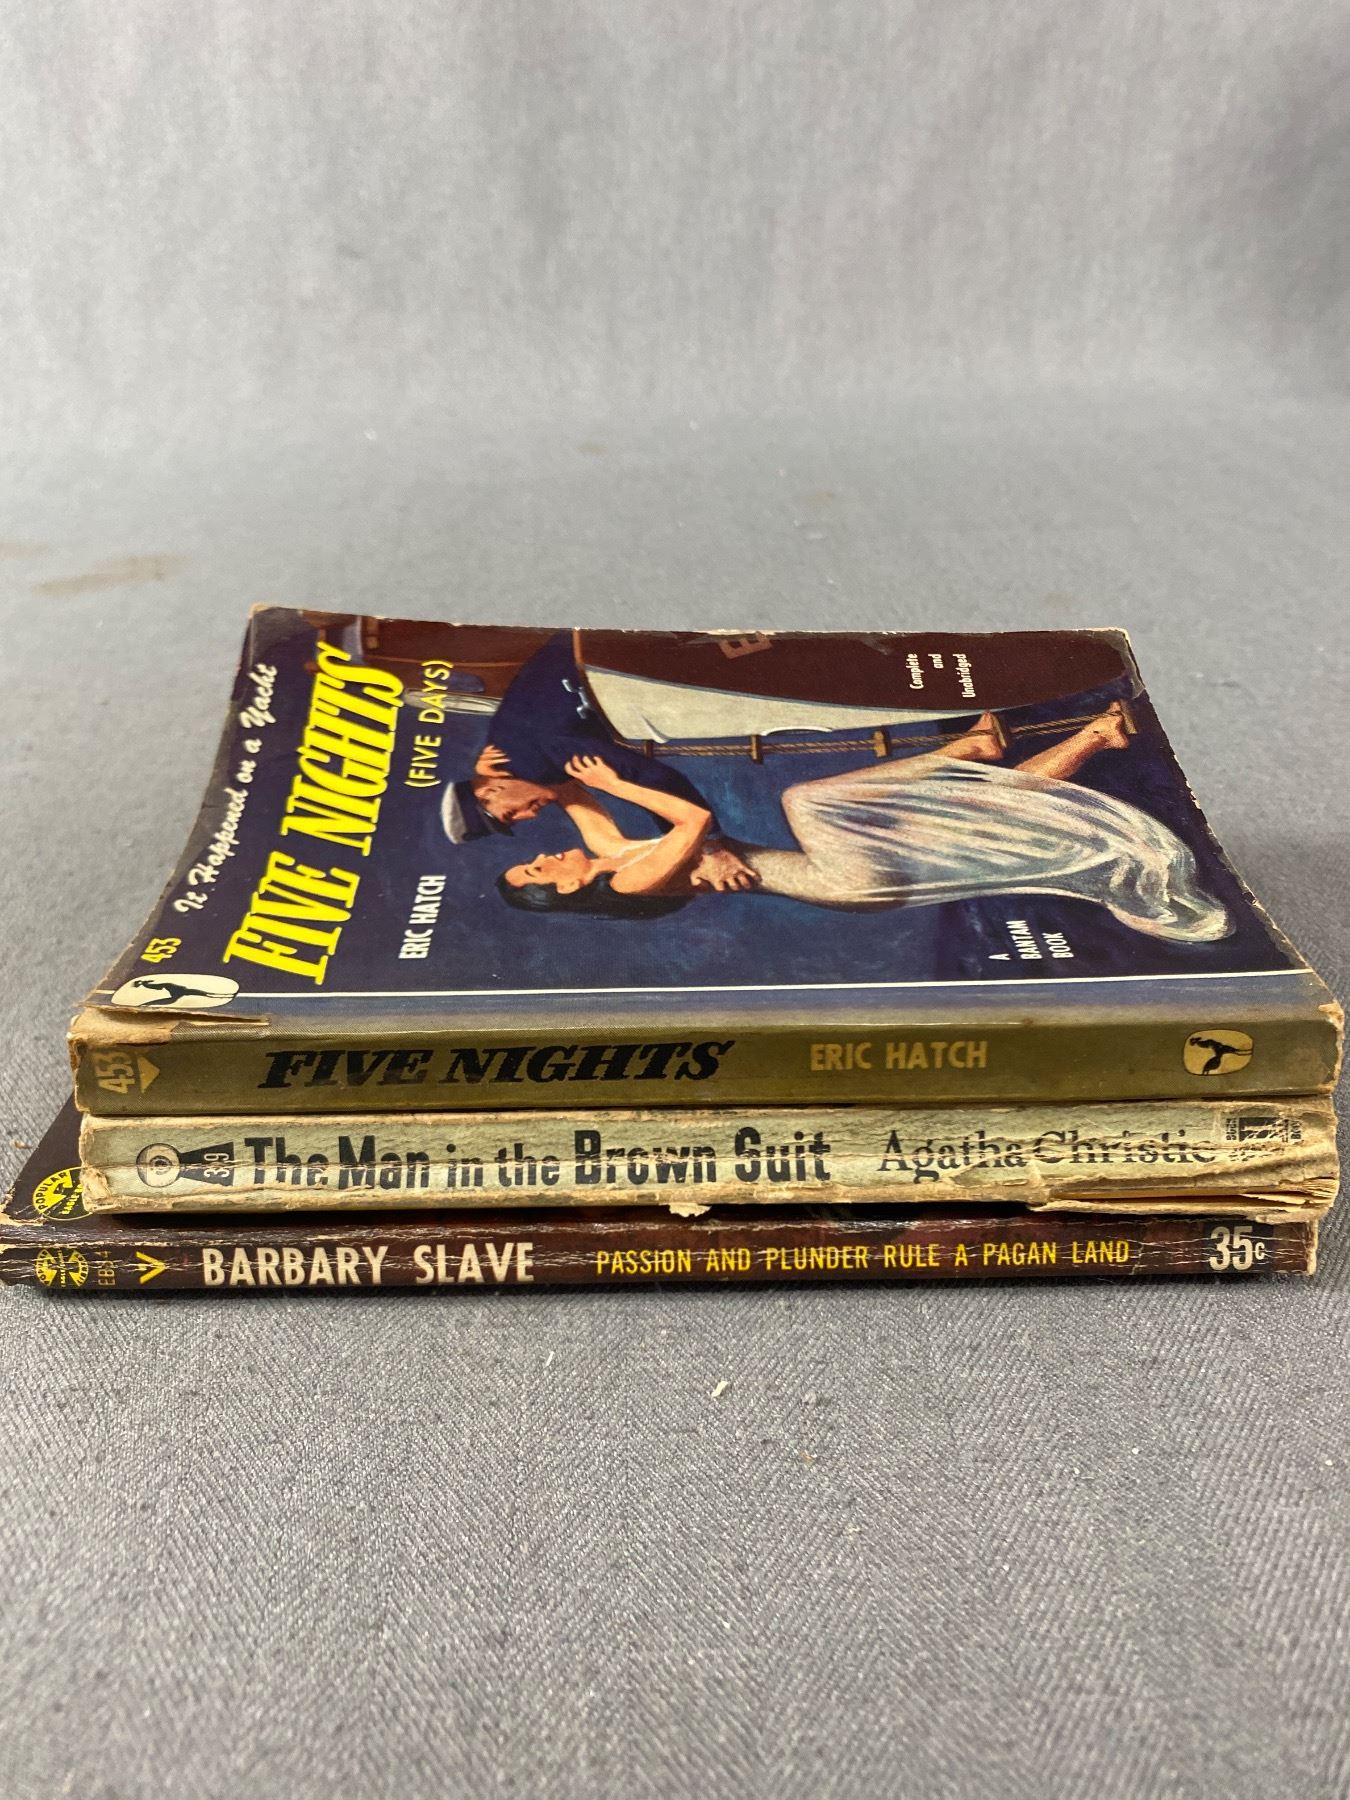 It Happened on a Yacht
FIVE NIGHTS
(FIVE DAYS)
ERIC HATCH
453
Complete
and
Unabridged
A
BANTAM
BOOK
453
FIVE NIGHTS ERIC HATCH
319 The Man in the Brown Suit Agatha Christie
POPULAR
BARBARY SLAVE PASSION AND PLUNDER RULE A PAGAN LAND 35c